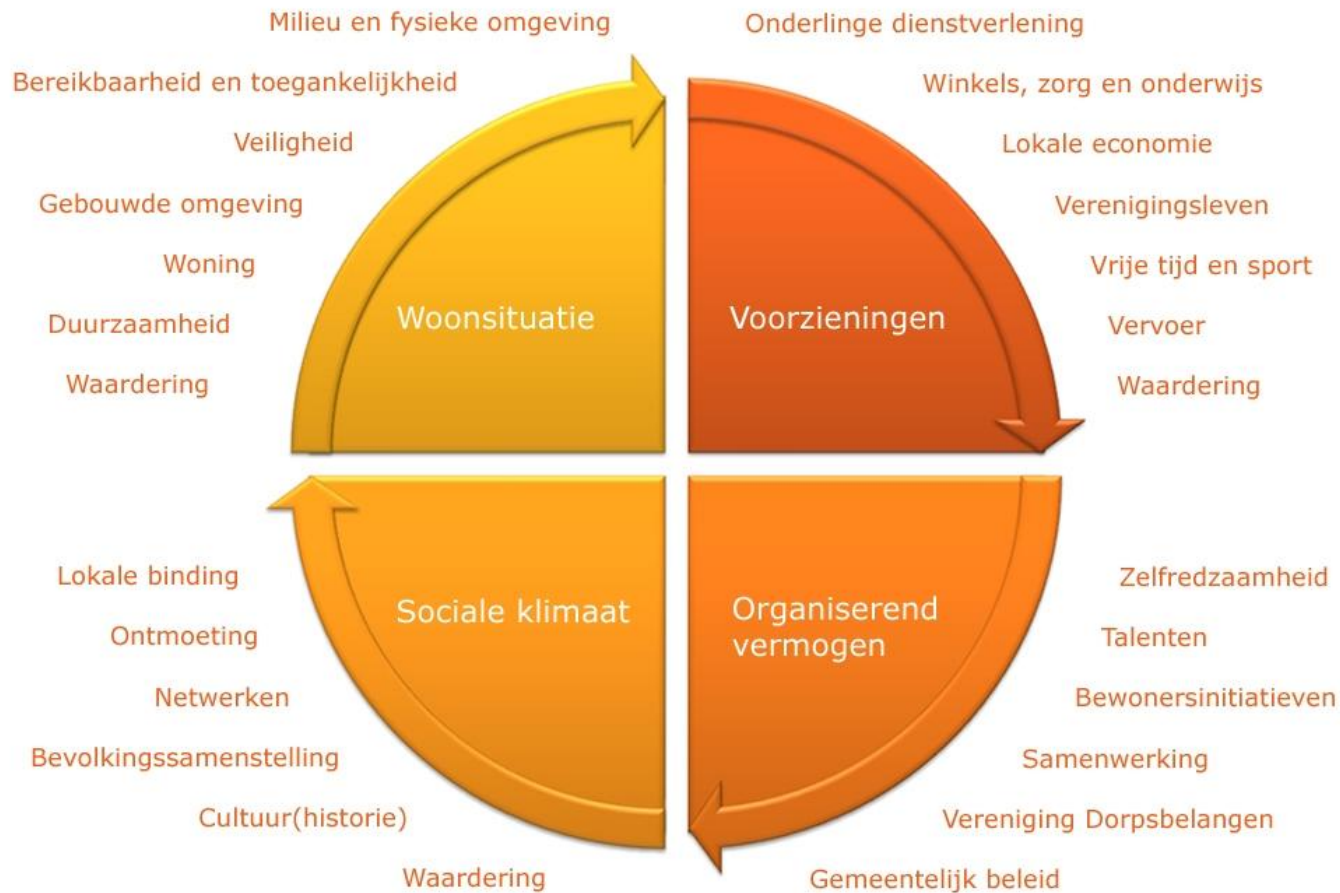 Milieu en fysieke omgeving
Bereikbaarheid en toegankelijkheid
Veiligheid
Gebouwde omgeving
Woning
Duurzaamheid
Waardering
Woonsituatie
Onderlinge dienstverlening
Winkels, zorg en onderwijs
Lokale economie
Verenigingsleven
Vrije tijd en sport
Vervoer
Waardering
Voorzieningen
Lokale binding
Ontmoeting
Netwerken
Bevolkingssamenstelling
Cultuur(historie)
Waardering
Sociale klimaat
Organiserend
vermogen
Zelfredzaamheid
Talenten
Bewonersinitiatieven
Samenwerking
Vereniging Dorpsbelangen
Gemeentelijk beleid